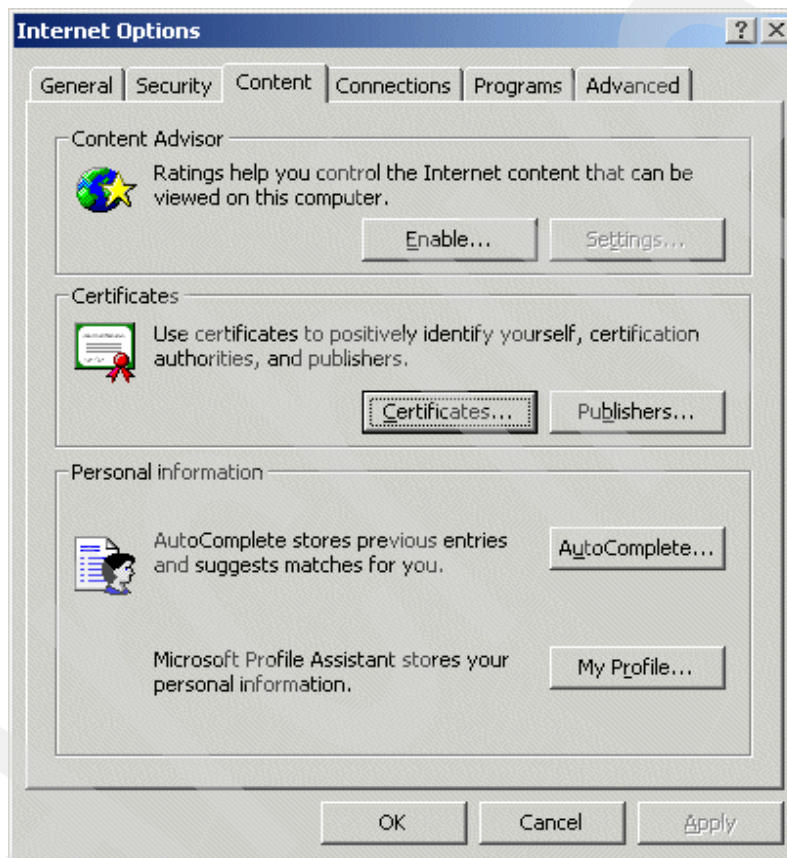 Internet Options
General Security Content Connections Programs Advanced
Content Advisor
Ratings help you control the Internet content that can be
viewed on this computer.
Enable... Settings...
Certificates
Use certificates to positively identify yourself, certification
authorities, and publishers.
Certificates... Publishers...
Personal information
AutoComplete stores previous entries
and suggests matches for you.
AutoComplete...
Microsoft Profile Assistant stores your
personal information.
My Profile...
OK Cancel Apply